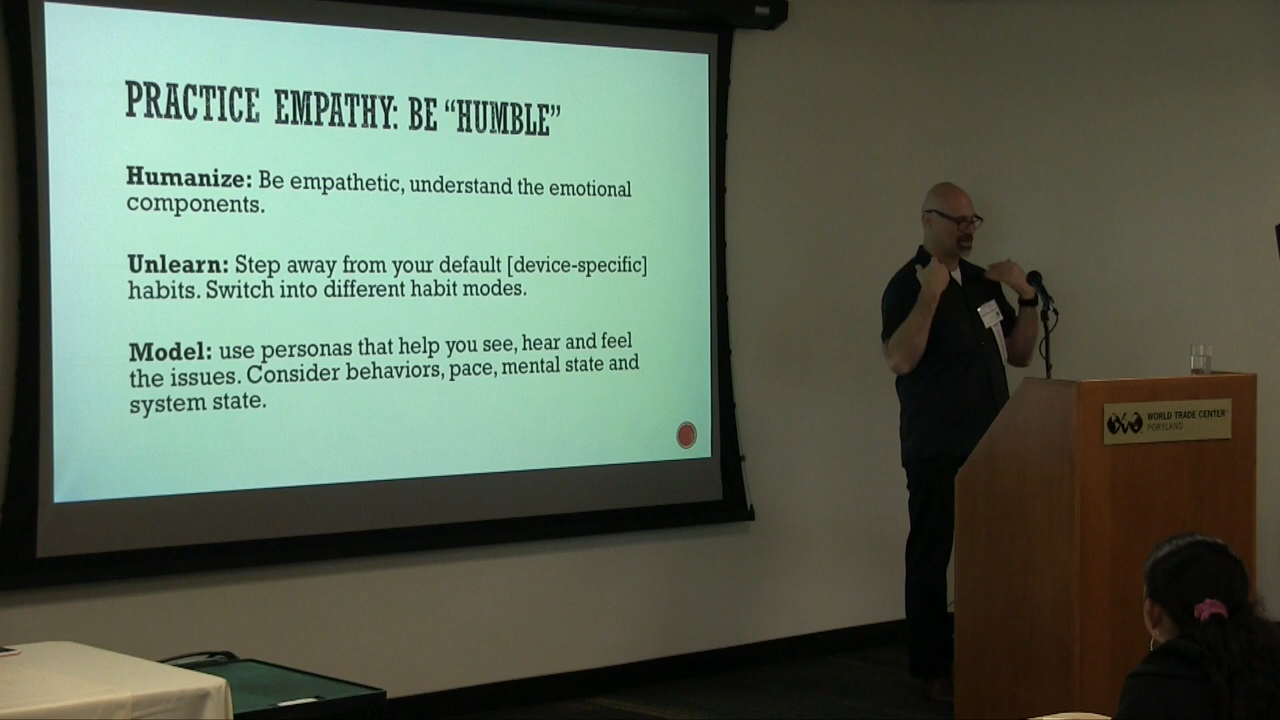 PRACTICE EMPATHY: BE “HUMBLE”
Humanize: Be empathetic, understand the emotional
components.
Unlearn: Step away from your default [device-specific]
habits. Switch into different habit modes.
Model: use personas that help you see, hear and feel
the issues. Consider behaviors, pace, mental state and
system state.
WORLD TRADE CENTER
PORTLAND